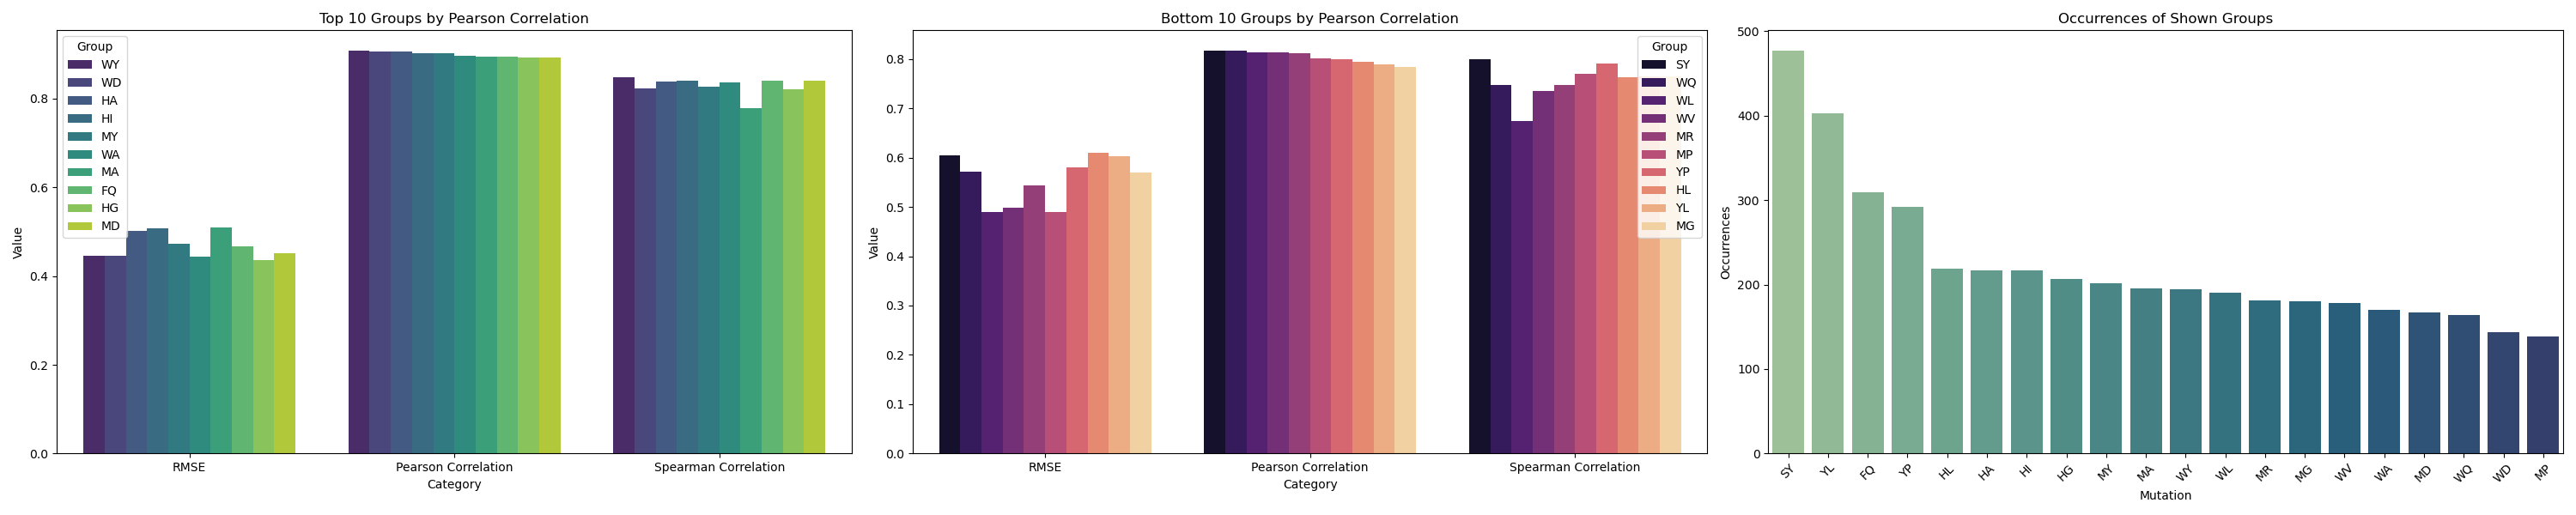 Top 10 Groups by Pearson Correlation
Group
WY
WD
HA
HI
MY
WA
MA
FQ
HG
MD
Value
0.8
0.6
0.4
0.2
0.0
RMSE
Pearson Correlation
Spearman Correlation
Category
Bottom 10 Groups by Pearson Correlation
Group
SY
WQ
WL
WV
MR
MP
YP
HL
YL
MG
Value
0.8
0.7
0.6
0.5
0.4
0.3
0.2
0.1
0.0
RMSE
Pearson Correlation
Spearman Correlation
Category
Occurrences of Shown Groups
Occurrences
500
400
300
200
100
0
SY
YL
FQ
YP
HL
HA
HI
HG
MY
MA
WY
WL
MR
MG
WV
WA
MD
WQ
WD
MP
Mutation